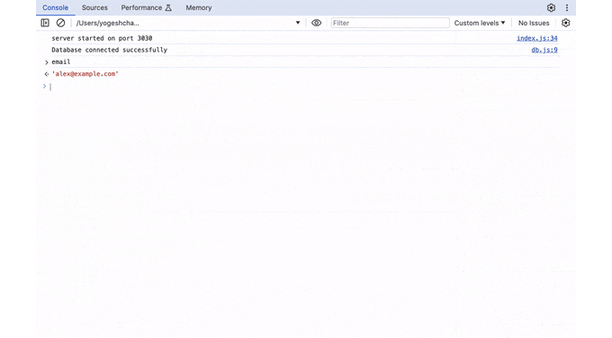 Console Sources Performance Memory
/Users/yogeshcha... Filter Custom levels No Issues
server started on port 3030 index.js:34
Database connected successfully db.js:9
> email
'alex@example.com'
>